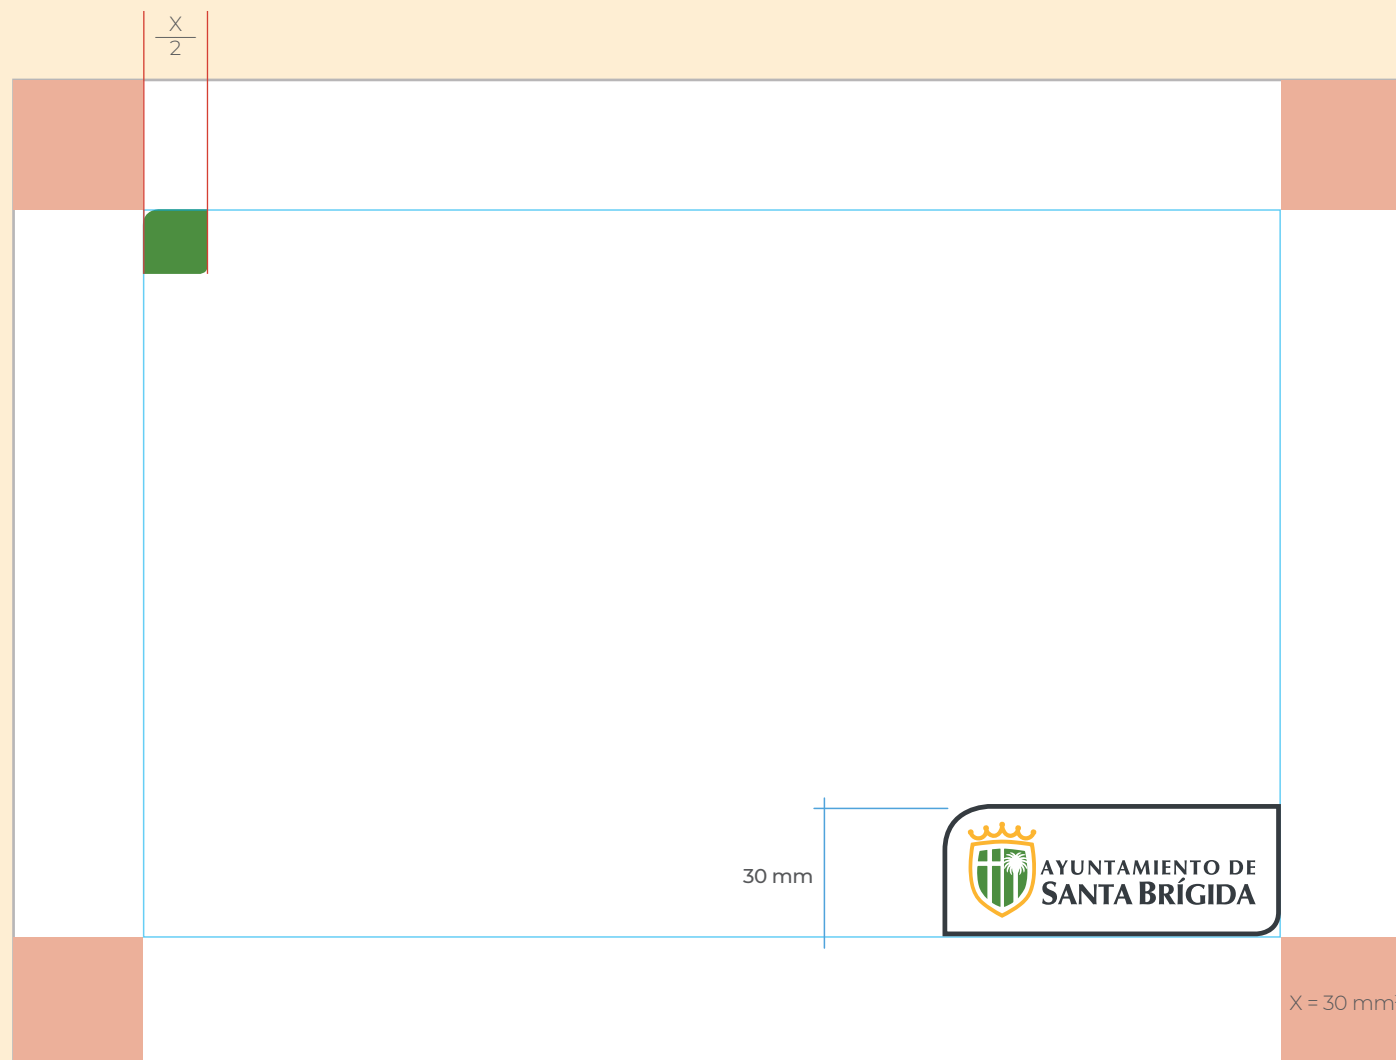 X
2
30 mm
AYUNTAMIENTO DE
SANTA BRÍGIDA
X = 30 mm